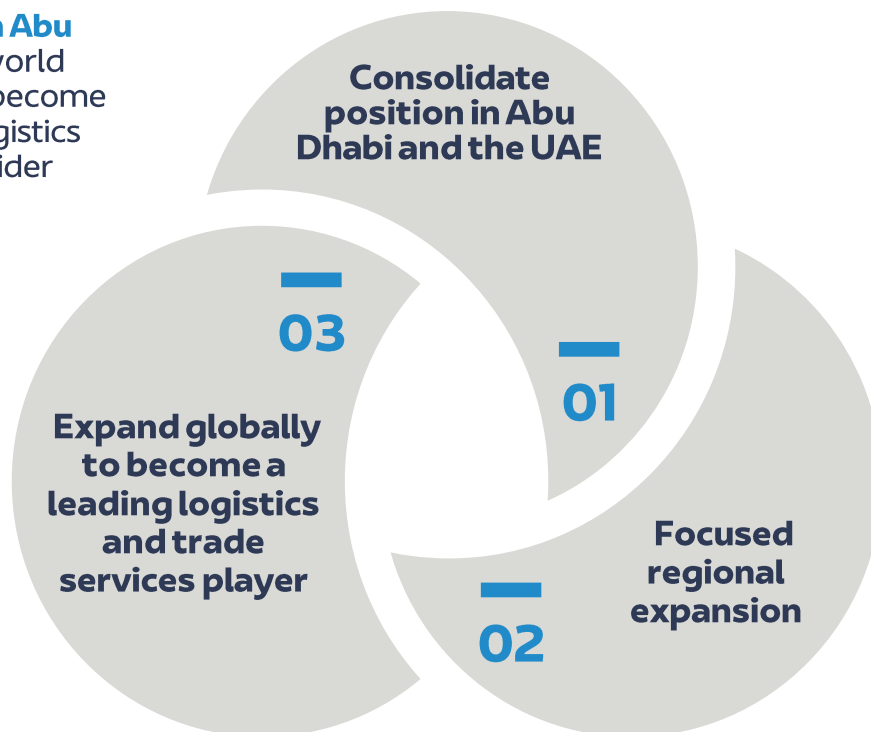 Abu
world
become
gistics
ider
Consolidate
position in Abu
Dhabi and the UAE
01
Focused
regional
expansion
02
03
Expand globally
to become a
leading logistics
and trade
services player